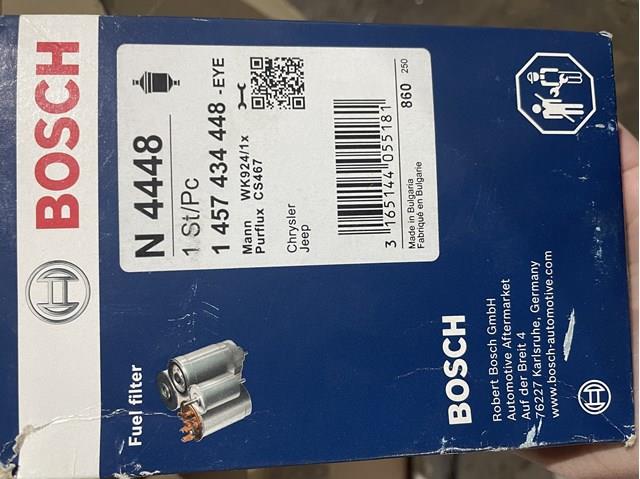 BOSCH
N 4448
1 St/Pc
1 457 434 448 -EYE
Mann WK924/1x
Purflux CS467
Chrysler
Jeep
3 165144 055181
860 250
Made in Bulgaria
Fabriqué en Bulgarie
Fuel filter
BOSCH
Robert Bosch GmbH
Automotive Aftermarket
Auf der Breit 4
76227 Karlsruhe, Germany
www.bosch-automotive.com